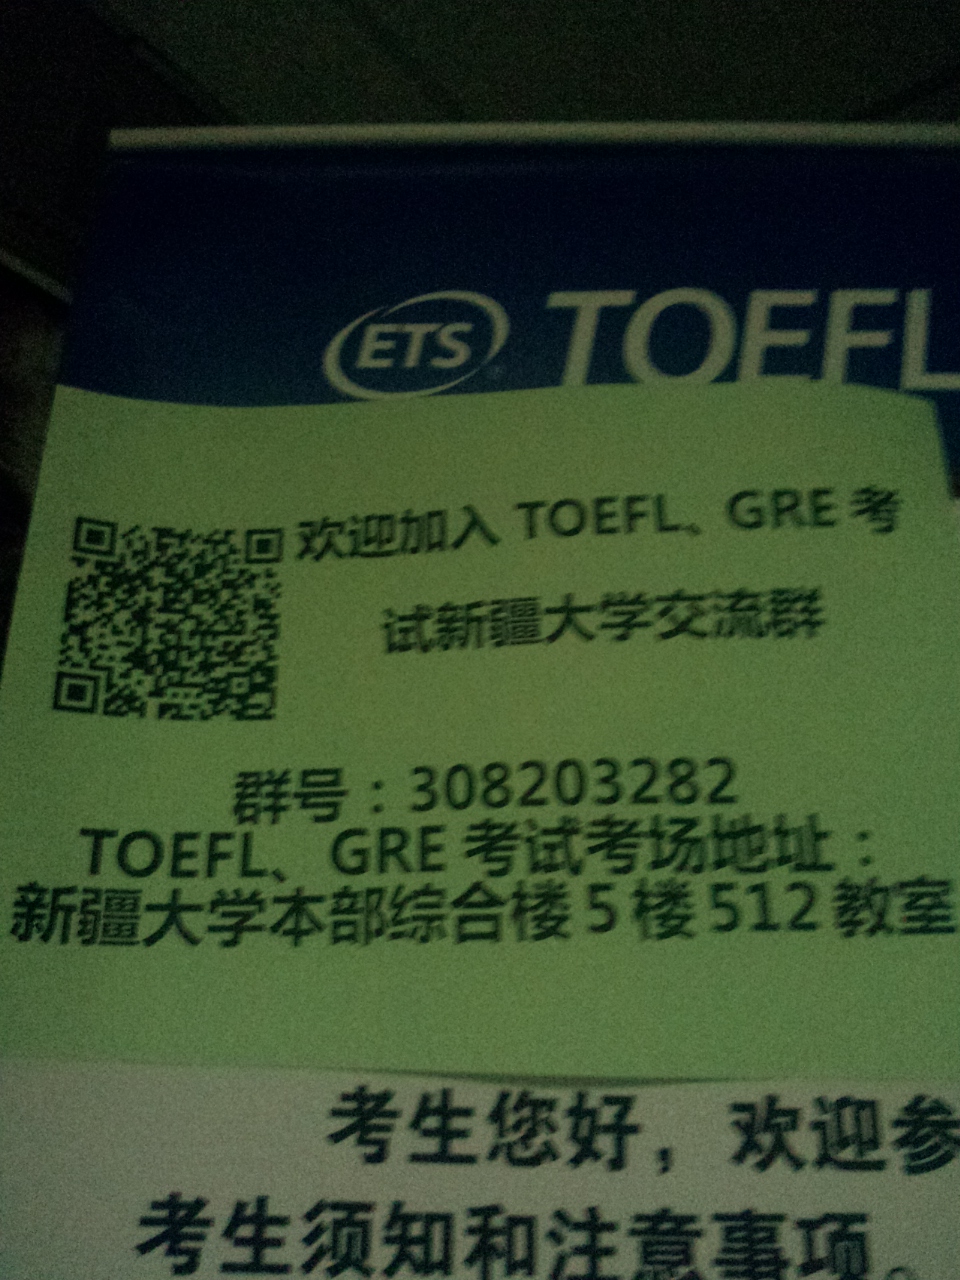 ETS TOEFL
欢迎加入 TOEFL、GRE 考
试新疆大学交流群
群号：308203282
TOEFL、GRE 考试考场地址：
新疆大学本部综合楼 5 楼 512 教室
考生您好，欢迎参
考生须知和注意事项。